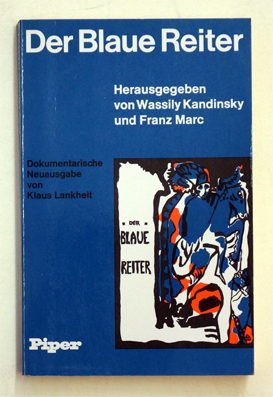 Der Blaue Reiter
Herausgegeben
von Wassily Kandinsky
und Franz Marc
Dokumentarische
Neuausgabe
von
Klaus Lankheit
· DER ·
BLAUE
REITER
Piper